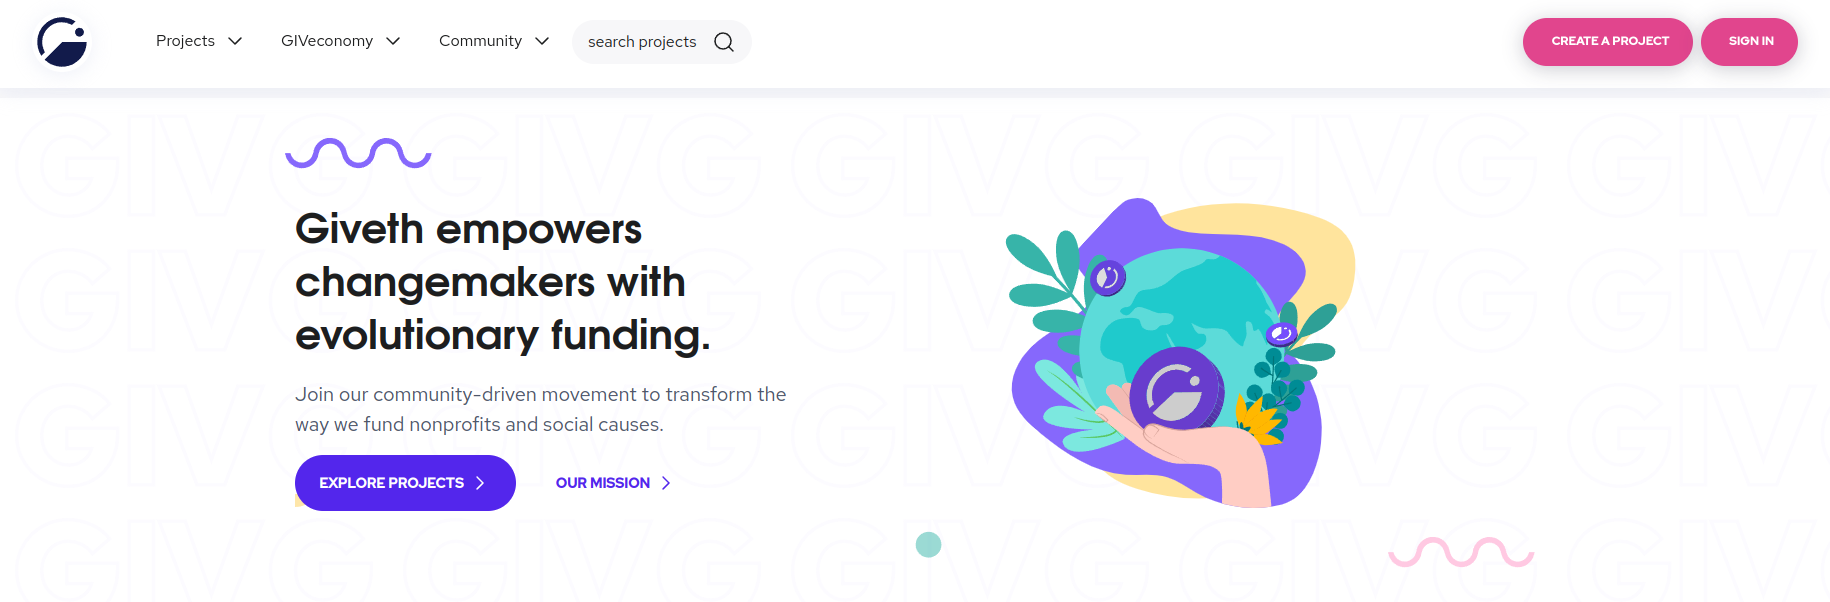 Projects
GIVeconomy
Community
search projects
CREATE A PROJECT
SIGN IN
Giveth empowers
changemakers with
evolutionary funding.
Join our community-driven movement to transform the
way we fund nonprofits and social causes.
EXPLORE PROJECTS
OUR MISSION